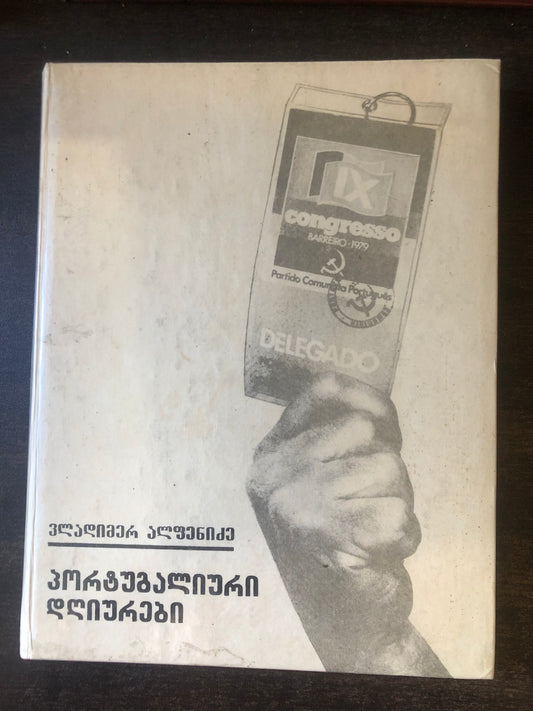 IX
congresso
BARREIRO·1979
Partido Comunista Português
DELEGADO
ვლადიმერ ალფენიძე
პორტუგალიური
დღიურები